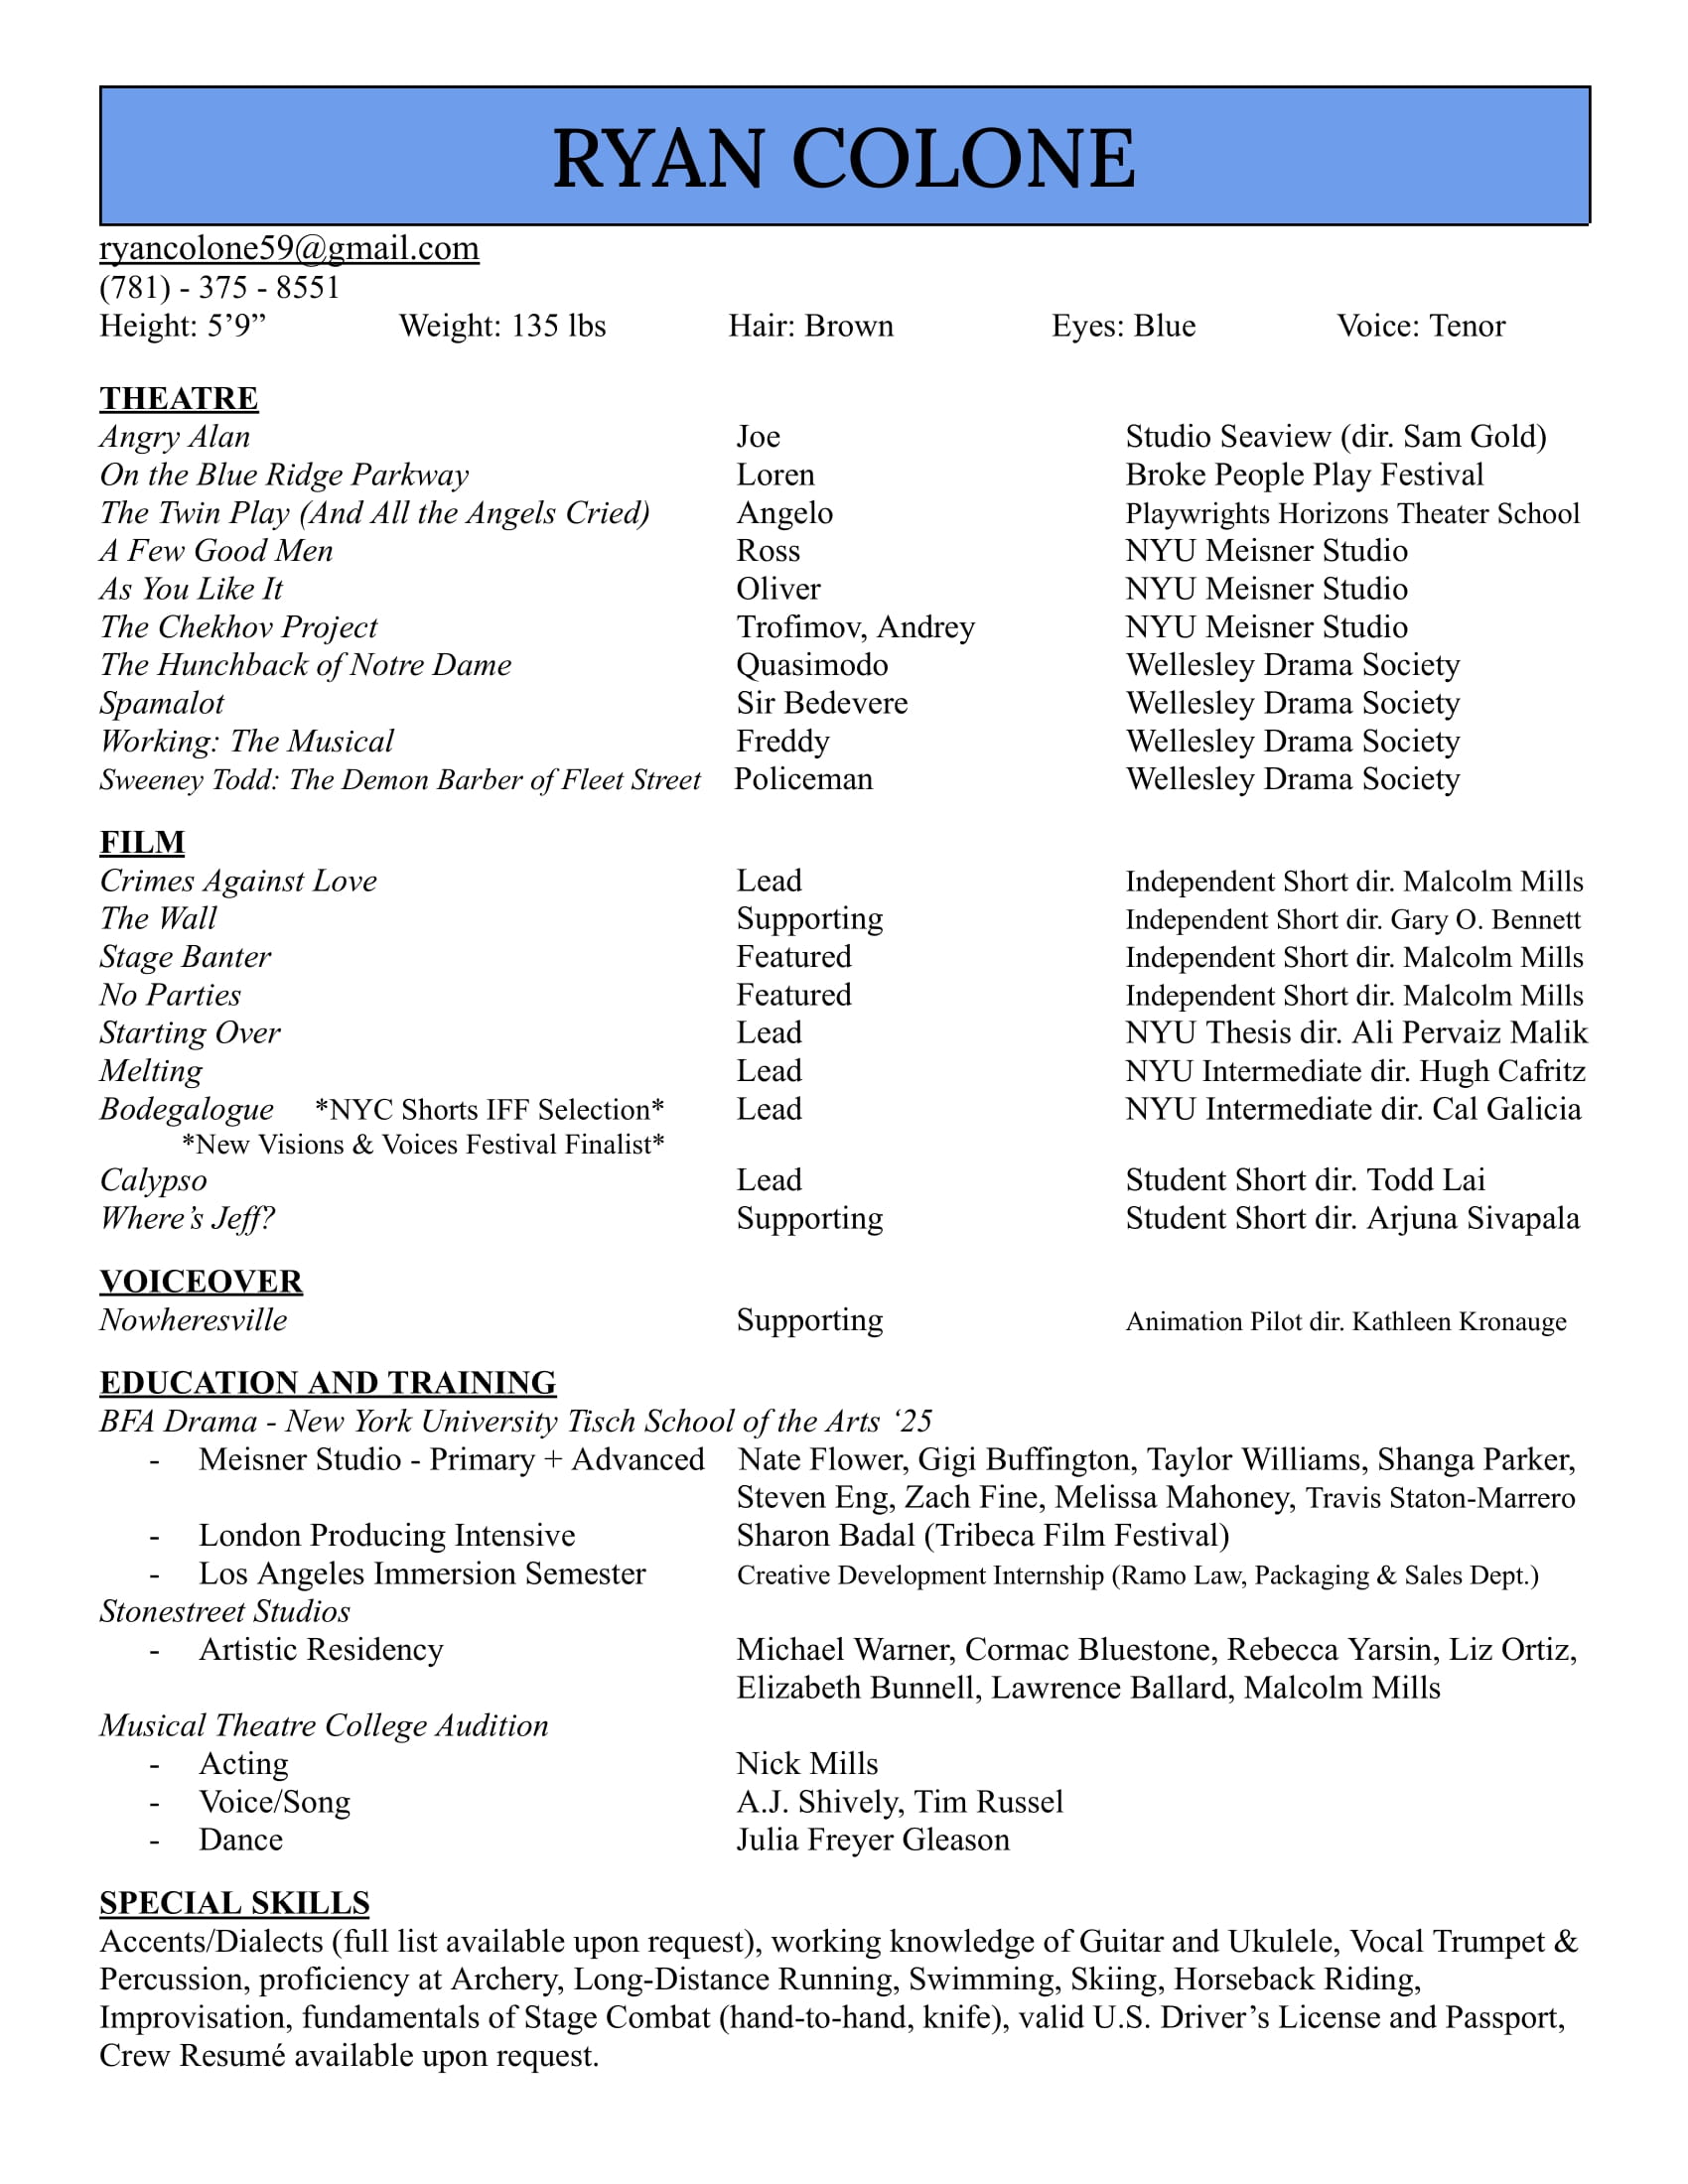 RYAN COLONE
ryancolone59@gmail.com
(781) - 375 - 8551
Height: 5’9” Weight: 135 lbs Hair: Brown Eyes: Blue Voice: Tenor
THEATRE
Angry Alan Joe Studio Seaview (dir. Sam Gold)
On the Blue Ridge Parkway Loren Broke People Play Festival
The Twin Play (And All the Angels Cried) Angelo Playwrights Horizons Theater School
A Few Good Men Ross NYU Meisner Studio
As You Like It Oliver NYU Meisner Studio
The Chekhov Project Trofimov, Andrey NYU Meisner Studio
The Hunchback of Notre Dame Quasimodo Wellesley Drama Society
Spamalot Sir Bedevere Wellesley Drama Society
Working: The Musical Freddy Wellesley Drama Society
Sweeney Todd: The Demon Barber of Fleet Street Policeman Wellesley Drama Society
FILM
Crimes Against Love Lead Independent Short dir. Malcolm Mills
The Wall Supporting Independent Short dir. Gary O. Bennett
Stage Banter Featured Independent Short dir. Malcolm Mills
No Parties Featured Independent Short dir. Malcolm Mills
Starting Over Lead NYU Thesis dir. Ali Pervaiz Malik
Melting Lead NYU Intermediate dir. Hugh Cafritz
Bodegalogue *NYC Shorts IFF Selection* Lead NYU Intermediate dir. Cal Galicia
*New Visions & Voices Festival Finalist*
Calypso Lead Student Short dir. Todd Lai
Where’s Jeff? Supporting Student Short dir. Arjuna Sivapala
VOICEOVER
Nowheresville Supporting Animation Pilot dir. Kathleen Kronauge
EDUCATION AND TRAINING
BFA Drama - New York University Tisch School of the Arts ‘25
- Meisner Studio - Primary + Advanced Nate Flower, Gigi Buffington, Taylor Williams, Shanga Parker,
Steven Eng, Zach Fine, Melissa Mahoney, Travis Staton-Marrero
- London Producing Intensive Sharon Badal (Tribeca Film Festival)
- Los Angeles Immersion Semester Creative Development Internship (Ramo Law, Packaging & Sales Dept.)
Stonestreet Studios
- Artistic Residency Michael Warner, Cormac Bluestone, Rebecca Yarsin, Liz Ortiz,
Elizabeth Bunnell, Lawrence Ballard, Malcolm Mills
Musical Theatre College Audition
- Acting Nick Mills
- Voice/Song A.J. Shively, Tim Russel
- Dance Julia Freyer Gleason
SPECIAL SKILLS
Accents/Dialects (full list available upon request), working knowledge of Guitar and Ukulele, Vocal Trumpet &
Percussion, proficiency at Archery, Long-Distance Running, Swimming, Skiing, Horseback Riding,
Improvisation, fundamentals of Stage Combat (hand-to-hand, knife), valid U.S. Driver’s License and Passport,
Crew Resumé available upon request.